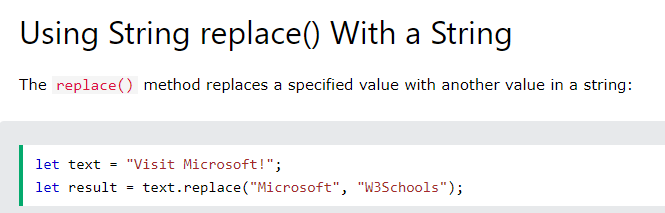 Using String replace() With a String
The replace() method replaces a specified value with another value in a string:
let text = "Visit Microsoft!";
let result = text.replace("Microsoft", "W3Schools");